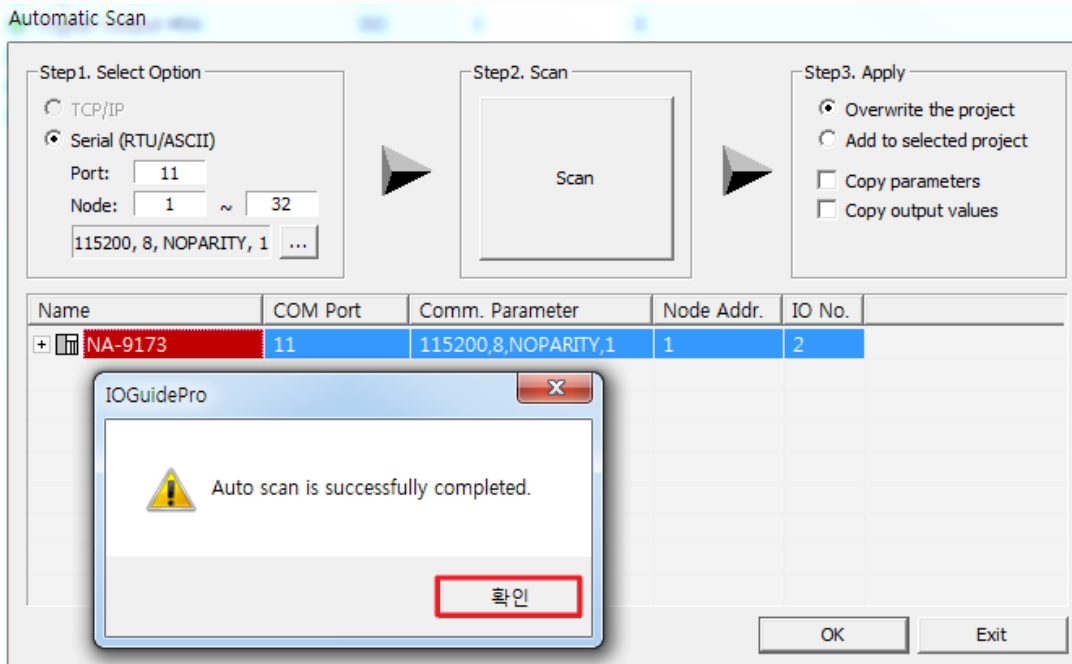 Automatic Scan
Step1. Select Option
TCP/IP
Serial (RTU/ASCII)
Port: 11
Node: 1 ~ 32
115200, 8, NOPARITY, 1 ...
Step2. Scan
Scan
Step3. Apply
Overwrite the project
Add to selected project
Copy parameters
Copy output values
Name COM Port Comm. Parameter Node Addr. IO No.
NA-9173 11 115200,8,NOPARITY,1 1 2
IOGuidePro
Auto scan is successfully completed.
확인
OK Exit